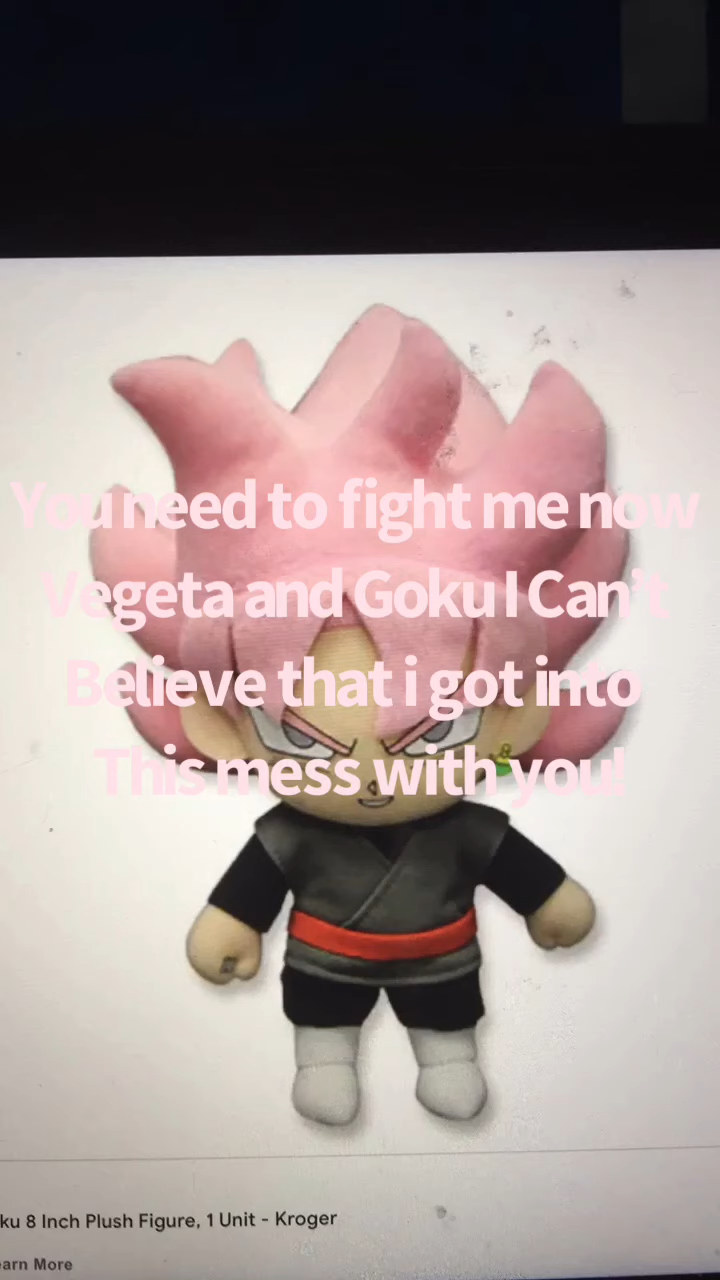 You need to fight me now
Vegeta and Goku I Can't
Believe that i got into
This mess with you!
ku 8 Inch Plush Figure, 1 Unit - Kroger
earn More